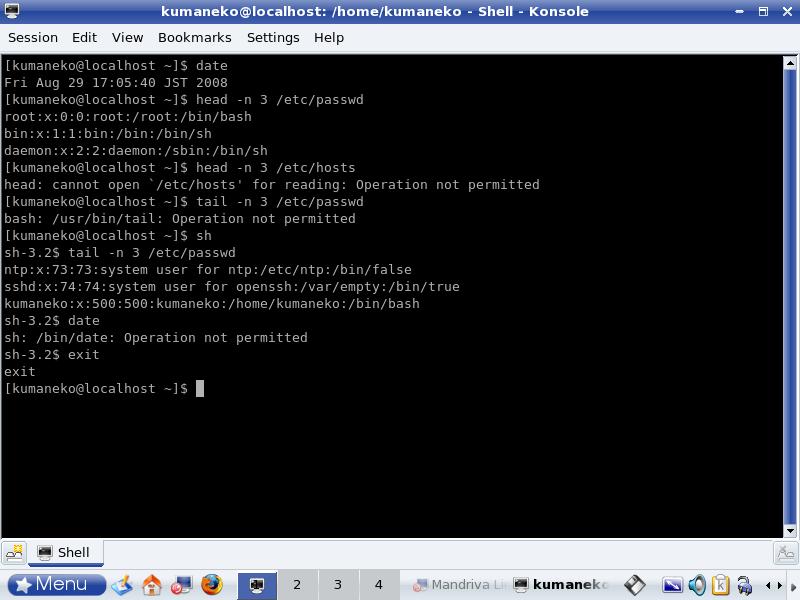 kumaneko@localhost: /home/kumaneko - Shell - Konsole
Session Edit View Bookmarks Settings Help
[kumaneko@localhost ~]$ date
Fri Aug 29 17:05:40 JST 2008
[kumaneko@localhost ~]$ head -n 3 /etc/passwd
root:x:0:0:root:/root:/bin/bash
bin:x:1:1:bin:/bin:/bin/sh
daemon:x:2:2:daemon:/sbin:/bin/sh
[kumaneko@localhost ~]$ head -n 3 /etc/hosts
head: cannot open `/etc/hosts' for reading: Operation not permitted
[kumaneko@localhost ~]$ tail -n 3 /etc/passwd
bash: /usr/bin/tail: Operation not permitted
[kumaneko@localhost ~]$ sh
sh-3.2$ tail -n 3 /etc/passwd
ntp:x:73:73:system user for ntp:/etc/ntp:/bin/false
sshd:x:74:74:system user for openssh:/var/empty:/bin/true
kumaneko:x:500:500:kumaneko:/home/kumaneko:/bin/bash
sh-3.2$ date
sh: /bin/date: Operation not permitted
sh-3.2$ exit
exit
[kumaneko@localhost ~]$
Shell
Menu 2 3 4 Mandriva Li kumaneko